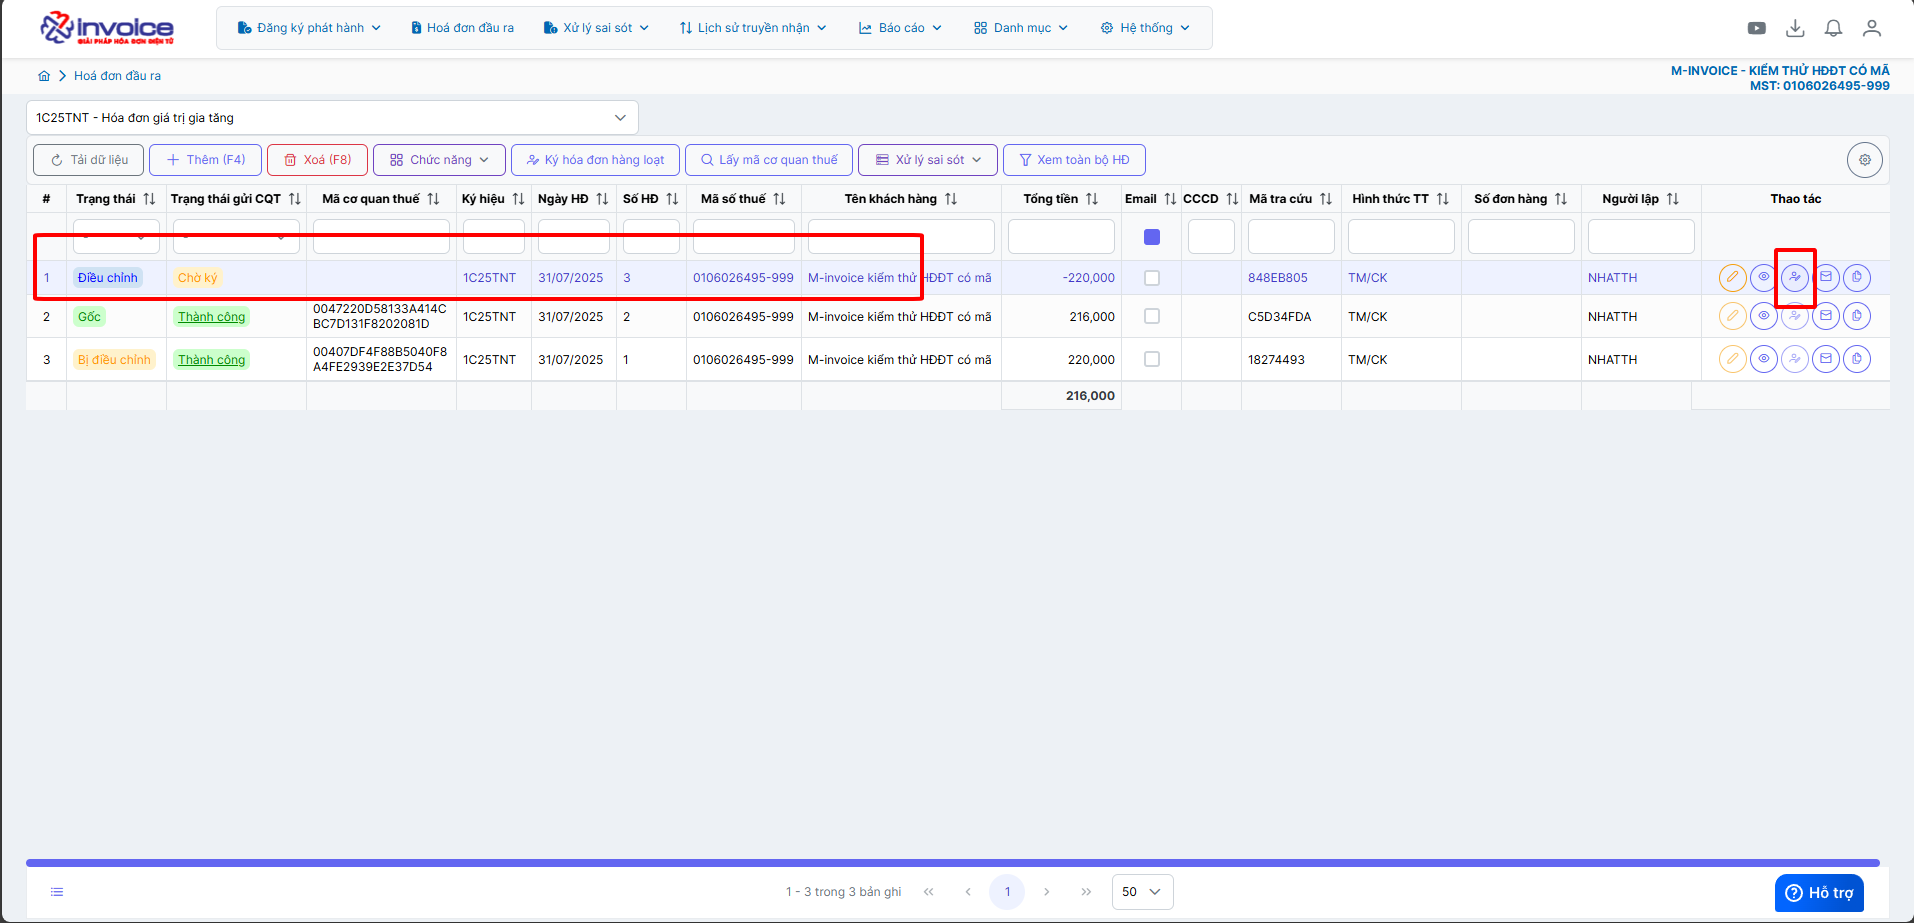 invoice
GIẢI PHÁP HÓA ĐƠN ĐIỆN TỬ
Đăng ký phát hành
Hoá đơn đầu ra
Xử lý sai sót
Lịch sử truyền nhận
Báo cáo
Danh mục
Hệ thống
Hoá đơn đầu ra
M-INVOICE - KIỂM THỬ HĐĐT CÓ MÃ
MST: 0106026495-999
1C25TNT - Hóa đơn giá trị gia tăng
Tải dữ liệu
Thêm (F4)
Xoá (F8)
Chức năng
Ký hóa đơn hàng loạt
Lấy mã cơ quan thuế
Xử lý sai sót
Xem toàn bộ HĐ
# Trạng thái Trạng thái gửi CQT Mã cơ quan thuế Ký hiệu Ngày HĐ Số HĐ Mã số thuế Tên khách hàng Tổng tiền Email CCCD Mã tra cứu Hình thức TT Số đơn hàng Người lập Thao tác
1 Điều chỉnh Chờ ký 1C25TNT 31/07/2025 3 0106026495-999 M-invoice kiểm thử HĐĐT có mã -220,000 848EB805 TM/CK NHATTH
2 Gốc Thành công 0047220D58133A414C
BC7D131F8202081D 1C25TNT 31/07/2025 2 0106026495-999 M-invoice kiểm thử HĐĐT có mã 216,000 C5D34FDA TM/CK NHATTH
3 Bị điều chỉnh Thành công 00407DF4F88B5040F8
A4FE2939E2E37D54 1C25TNT 31/07/2025 1 0106026495-999 M-invoice kiểm thử HĐĐT có mã 220,000 18274493 TM/CK NHATTH
216,000
1 - 3 trong 3 bản ghi
1
50
Hỗ trợ